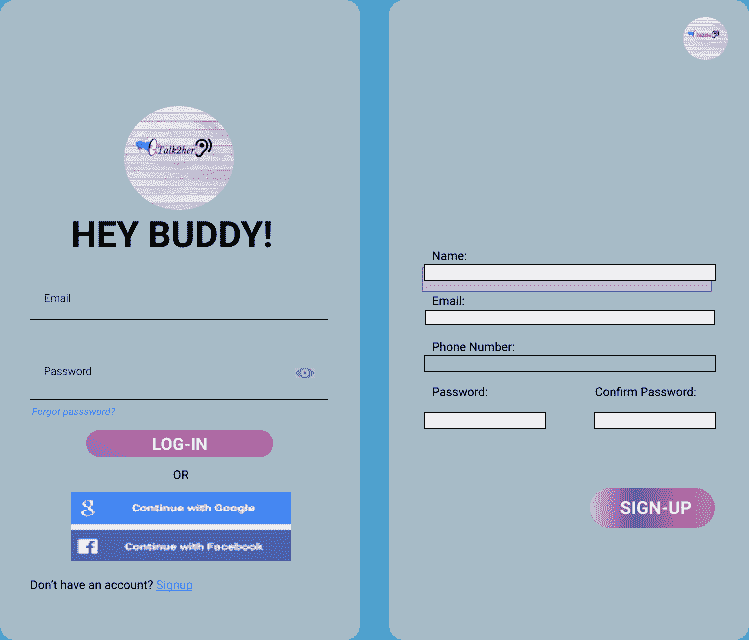 Talk2her
HEY BUDDY!
Email
Password
Forgot passsword?
LOG-IN
OR
8 Continue with Google
f Continue with Facebook
Don't have an account? Signup
Name:
Email:
Phone Number:
Password: Confirm Password:
SIGN-UP